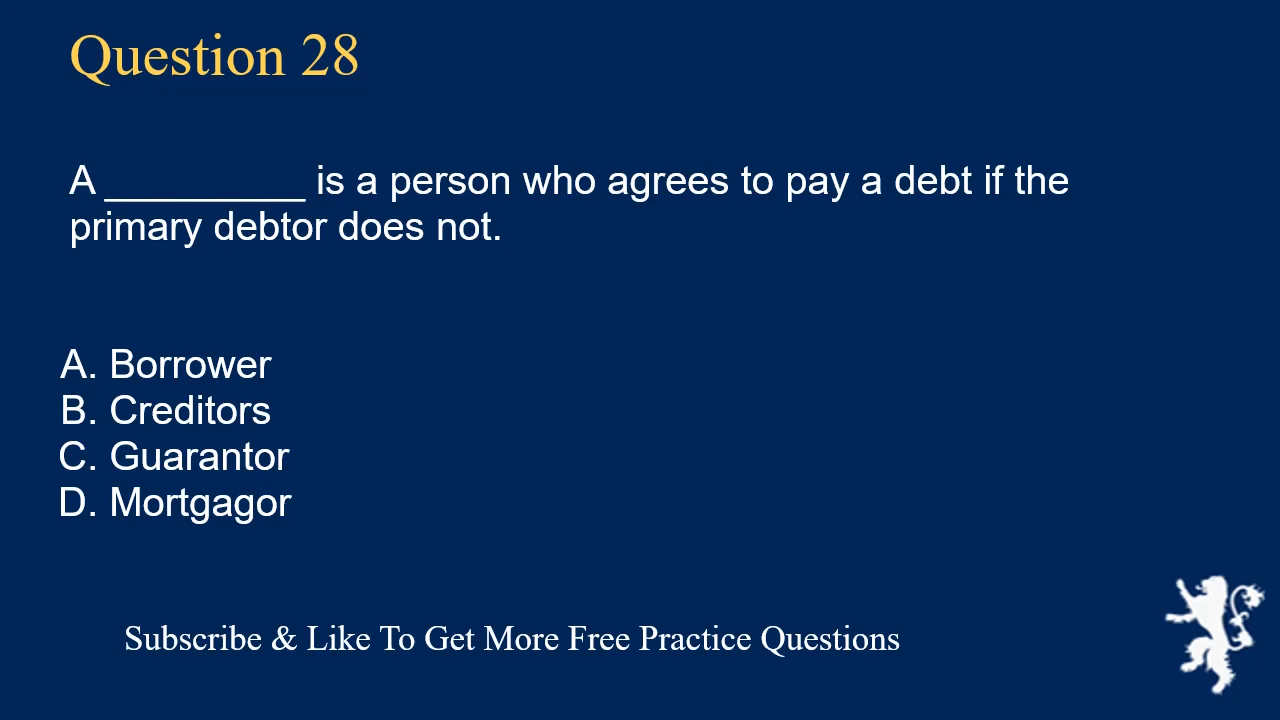 Question 28
A _________ is a person who agrees to pay a debt if the
primary debtor does not.
A. Borrower
B. Creditors
C. Guarantor
D. Mortgagor
Subscribe & Like To Get More Free Practice Questions